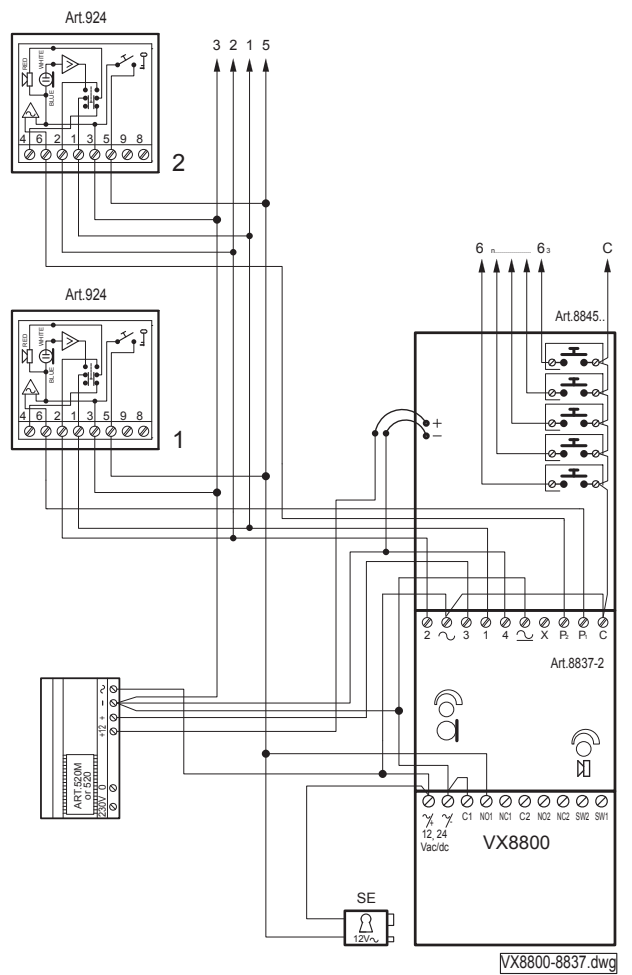 Art.924
3 2 1 5
RED
WHITE
BLUE
4 6 2 1 3 5 9 8
2
Art.924
RED
WHITE
BLUE
4 6 2 1 3 5 9 8
1
6 n 6 3 C
Art.8845..
+
−
2 3 1 4 X P2 P1 C
Art.8837-2
− + +12
ART.520M
or 520
230V 0
+ - C1 NO1 NC1 C2 NO2 NC2 SW2 SW1
12, 24
Vac/dc
VX8800
SE
12V~
VX8800-8837.dwg